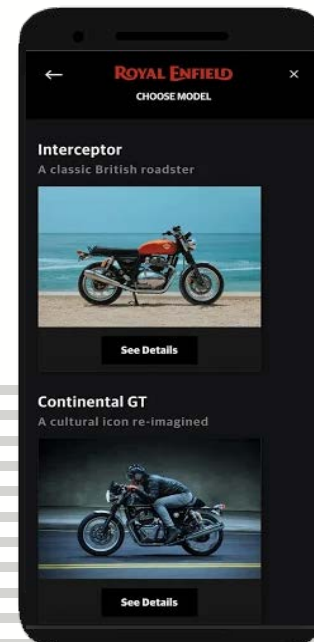 ROYAL ENFIELD
CHOOSE MODEL
Interceptor
A classic British roadster
See Details
Continental GT
A cultural icon re-imagined
See Details